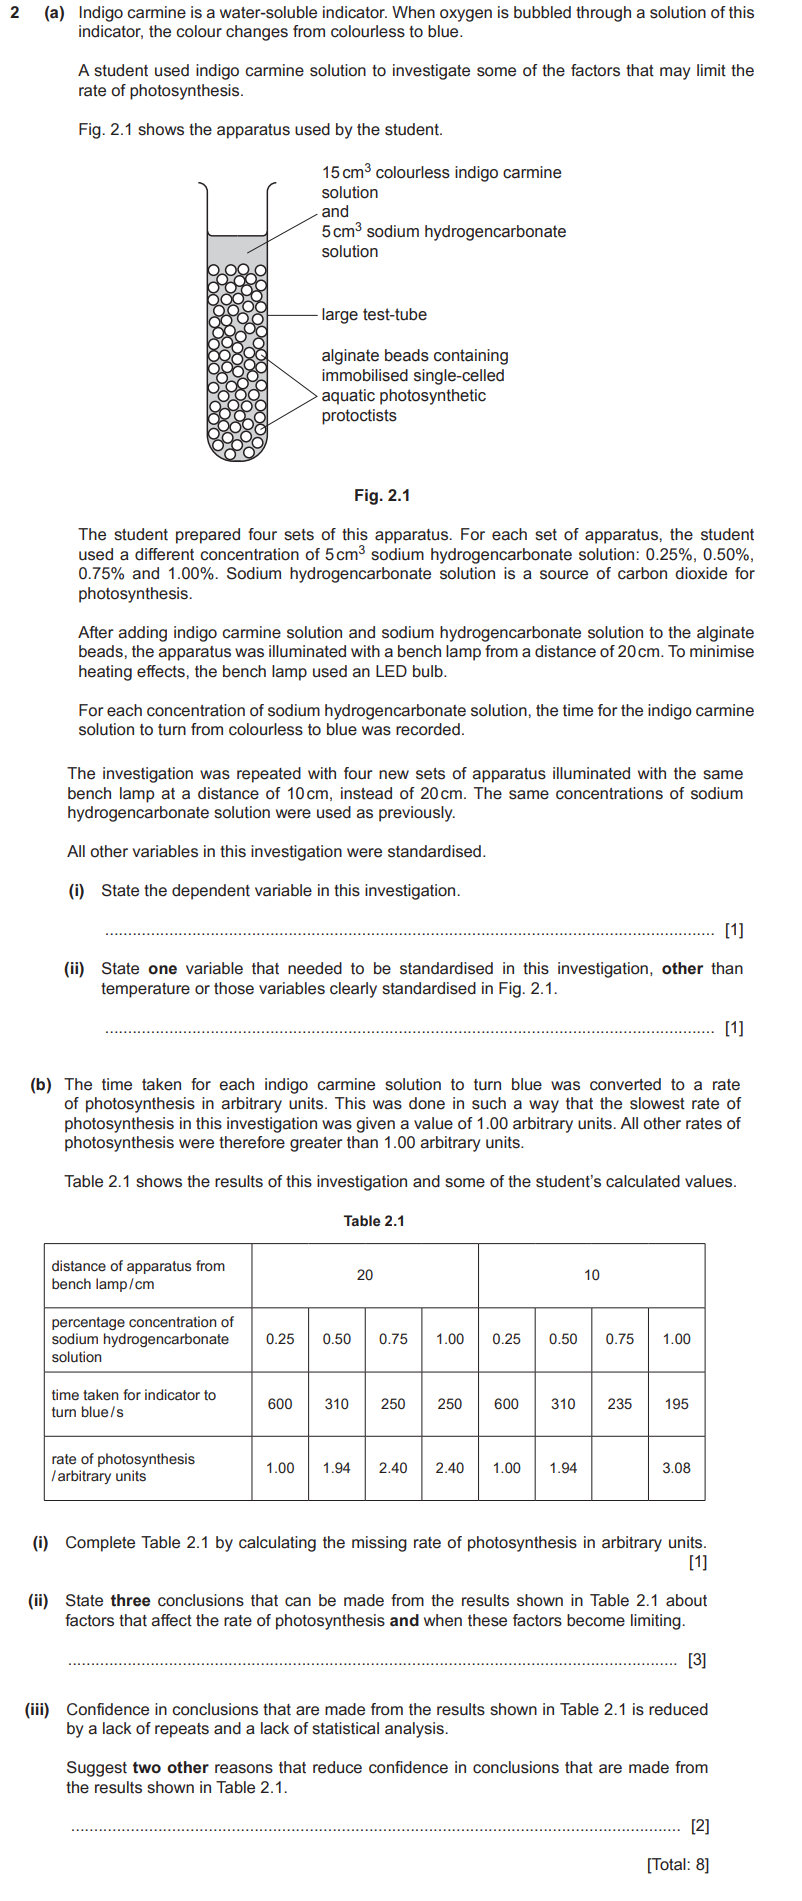 2 (a) Indigo carmine is a water-soluble indicator. When oxygen is bubbled through a solution of this
indicator, the colour changes from colourless to blue.
A student used indigo carmine solution to investigate some of the factors that may limit the
rate of photosynthesis.
Fig. 2.1 shows the apparatus used by the student.
15 cm³ colourless indigo carmine
solution
and
5 cm³ sodium hydrogencarbonate
solution
large test-tube
alginate beads containing
immobilised single-celled
aquatic photosynthetic
protoctists
Fig. 2.1
The student prepared four sets of this apparatus. For each set of apparatus, the student
used a different concentration of 5 cm³ sodium hydrogencarbonate solution: 0.25%, 0.50%,
0.75% and 1.00%. Sodium hydrogencarbonate solution is a source of carbon dioxide for
photosynthesis.
After adding indigo carmine solution and sodium hydrogencarbonate solution to the alginate
beads, the apparatus was illuminated with a bench lamp from a distance of 20 cm. To minimise
heating effects, the bench lamp used an LED bulb.
For each concentration of sodium hydrogencarbonate solution, the time for the indigo carmine
solution to turn from colourless to blue was recorded.
The investigation was repeated with four new sets of apparatus illuminated with the same
bench lamp at a distance of 10 cm, instead of 20 cm. The same concentrations of sodium
hydrogencarbonate solution were used as previously.
All other variables in this investigation were standardised.
(i) State the dependent variable in this investigation.
[1]
(ii) State one variable that needed to be standardised in this investigation, other than
temperature or those variables clearly standardised in Fig. 2.1.
[1]
(b) The time taken for each indigo carmine solution to turn blue was converted to a rate
of photosynthesis in arbitrary units. This was done in such a way that the slowest rate of
photosynthesis in this investigation was given a value of 1.00 arbitrary units. All other rates of
photosynthesis were therefore greater than 1.00 arbitrary units.
Table 2.1 shows the results of this investigation and some of the student's calculated values.
Table 2.1
distance of apparatus from
bench lamp / cm
20 10
percentage concentration of
sodium hydrogencarbonate
solution
0.25 0.50 0.75 1.00 0.25 0.50 0.75 1.00
time taken for indicator to
turn blue / s
600 310 250 250 600 310 235 195
rate of photosynthesis
/ arbitrary units
1.00 1.94 2.40 2.40 1.00 1.94 3.08
(i) Complete Table 2.1 by calculating the missing rate of photosynthesis in arbitrary units.
[1]
(ii) State three conclusions that can be made from the results shown in Table 2.1 about
factors that affect the rate of photosynthesis and when these factors become limiting.
[3]
(iii) Confidence in conclusions that are made from the results shown in Table 2.1 is reduced
by a lack of repeats and a lack of statistical analysis.
Suggest two other reasons that reduce confidence in conclusions that are made from
the results shown in Table 2.1.
[2]
[Total: 8]